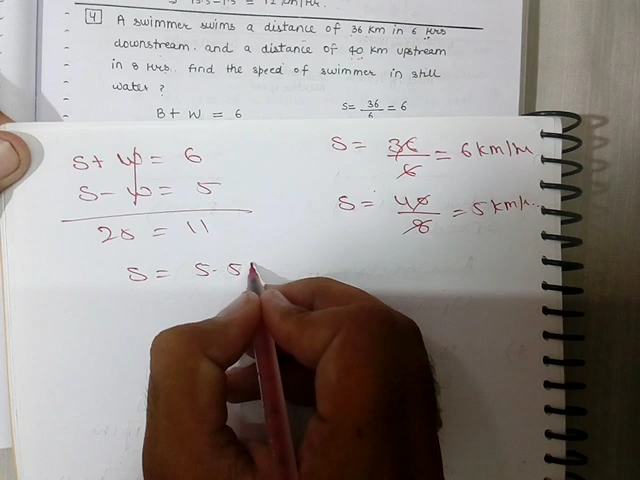 = 12 km/hr.
4 A swimmer swims a distance of 36 km in 6 Hrs
downstream and a distance of 40 km upstream
in 8 Hrs. find the speed of swimmer in still
water ?
B + W = 6 S = 36/6 = 6
S + W = 6
S - W = 5
2S = 11
S = 5.5
S = 36/6 = 6 km/hr
S = 40/8 = 5 km/h